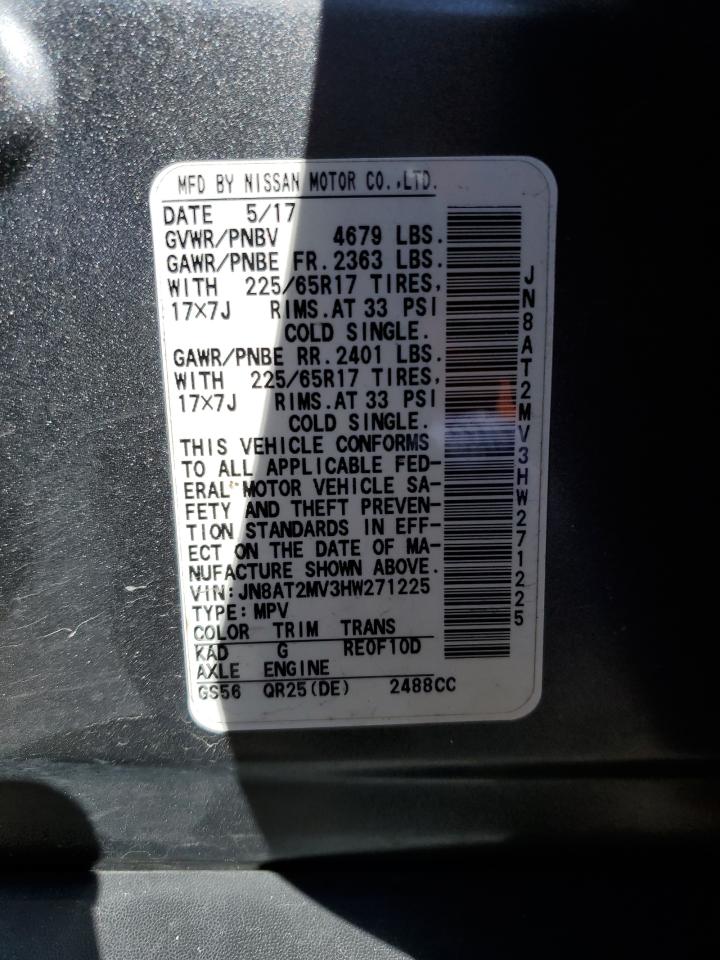 MFD BY NISSAN MOTOR CO.,LTD.
DATE 5/17
GVWR/PNBV 4679 LBS.
GAWR/PNBE FR. 2363 LBS.
WITH 225/65R17 TIRES,
17×7J RIMS. AT 33 PSI
COLD SINGLE.
GAWR/PNBE RR. 2401 LBS.
WITH 225/65R17 TIRES,
17×7J RIMS. AT 33 PSI
COLD SINGLE.
THIS VEHICLE CONFORMS
TO ALL APPLICABLE FED-
ERAL MOTOR VEHICLE SA-
FETY AND THEFT PREVEN-
TION STANDARDS IN EFF-
ECT ON THE DATE OF MA-
NUFACTURE SHOWN ABOVE.
VIN: JN8AT2MV3HW271225
TYPE: MPV
COLOR TRIM TRANS
KAD G RE0F10D
AXLE ENGINE
GS56 QR25(DE) 2488CC
JN8AT2MV3HW271225